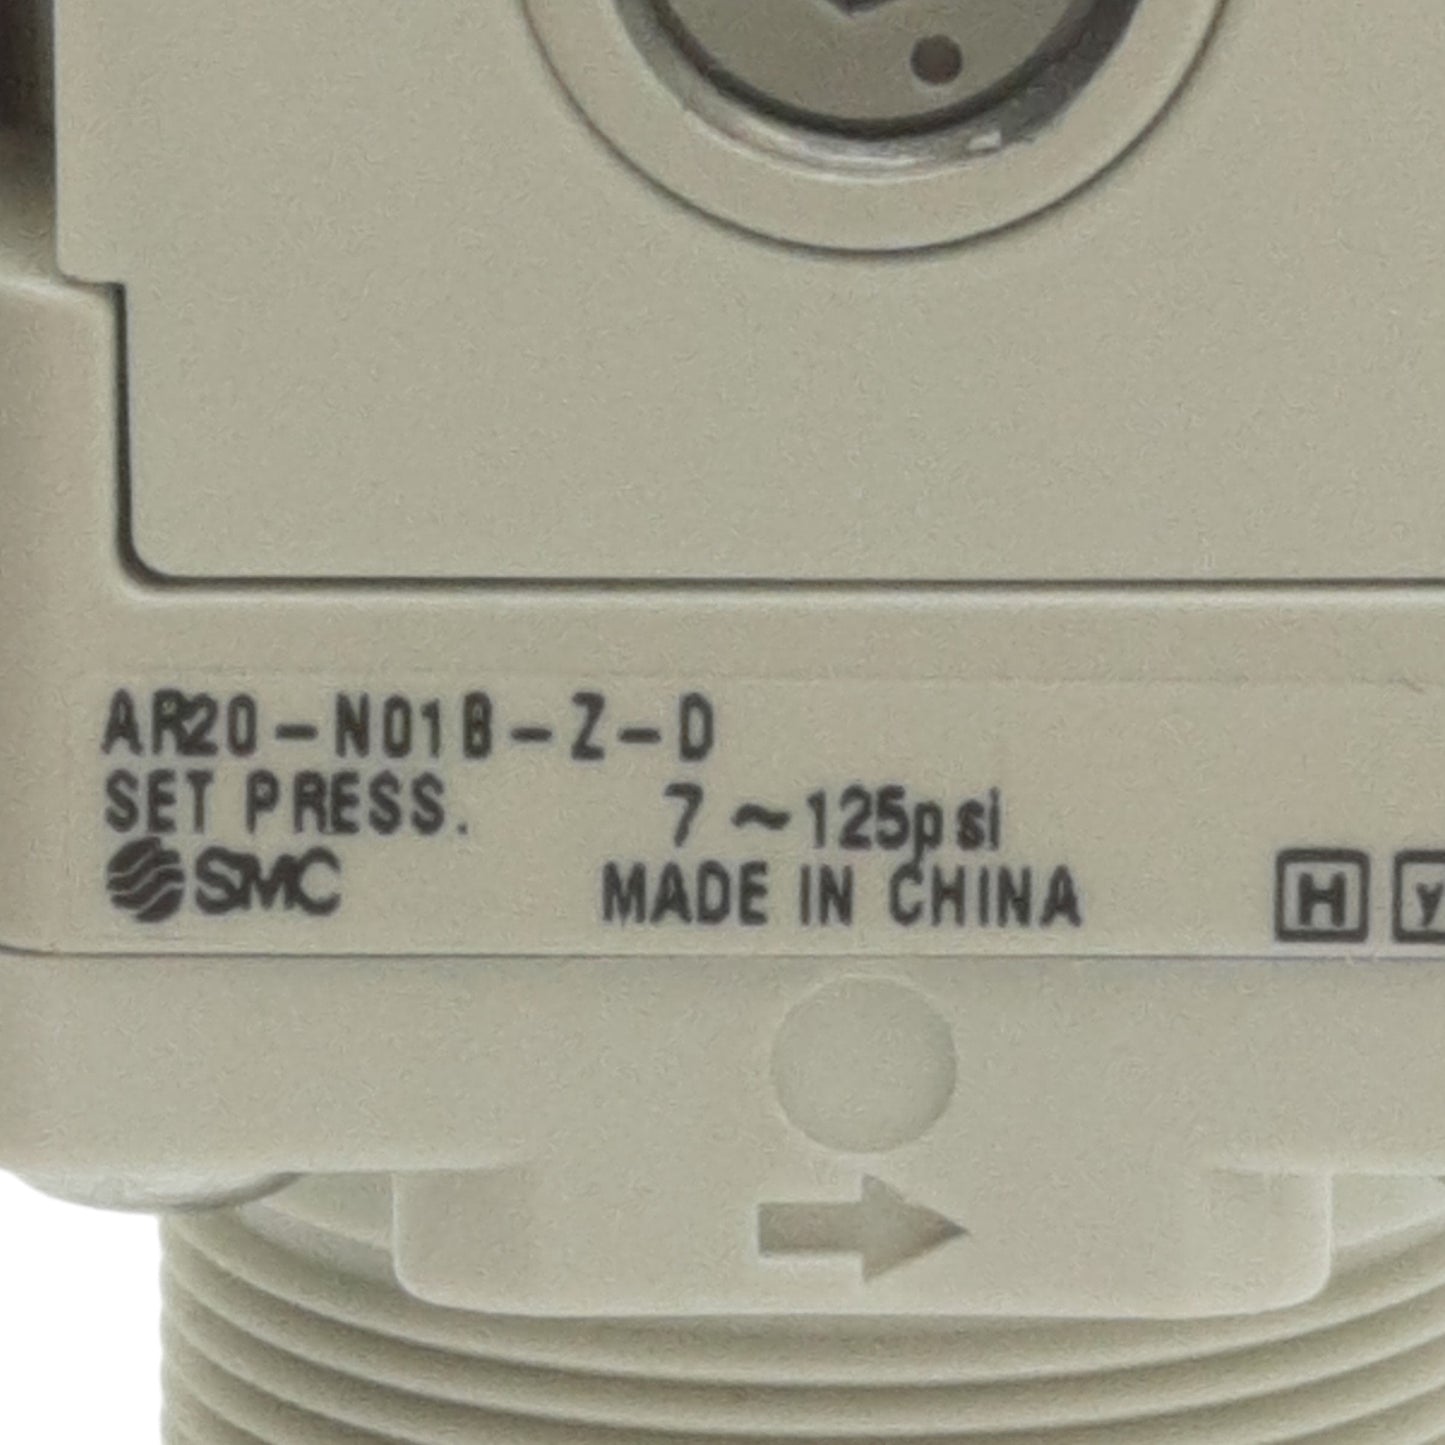 AR20-N01B-Z-D
SET PRESS. 7~125psi
SMC MADE IN CHINA H y